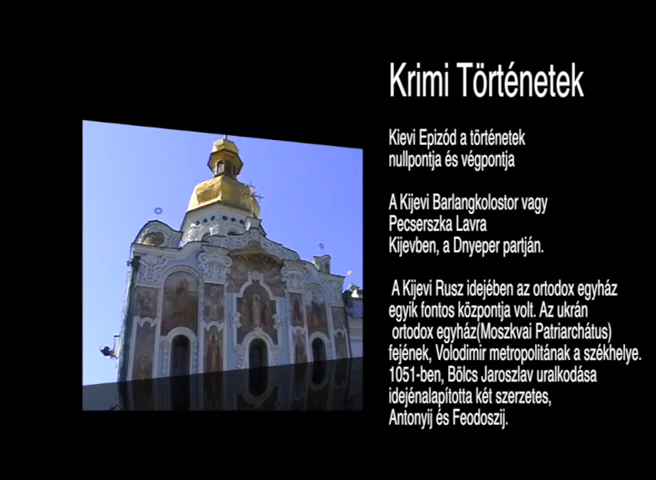 Krimi Történetek
Kievi Epizód a történetek
nullpontja és végpontja
A Kijevi Barlangkolostor vagy
Pecserszka Lavra
Kijevben, a Dnyeper partján.
A Kijevi Rusz idejében az ortodox egyház
egyik fontos központja volt. Az ukrán
ortodox egyház(Moszkvai Patriarchátus)
fejének, Volodimir metropolitának a székhelye.
1051-ben, Bölcs Jaroszlav uralkodása
idejénalapította két szerzetes,
Antonyij és Feodoszij.